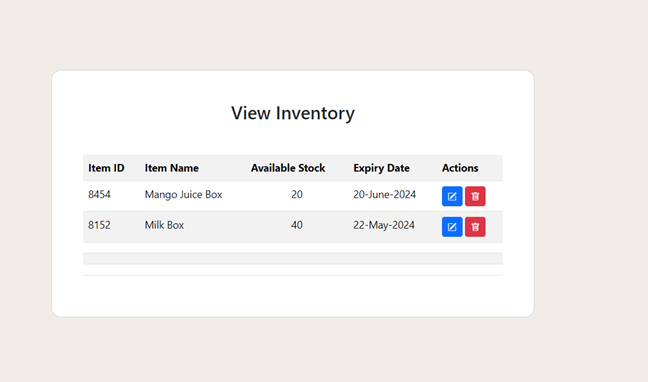 View Inventory
Item ID Item Name Available Stock Expiry Date Actions
8454 Mango Juice Box 20 20-June-2024
8152 Milk Box 40 22-May-2024